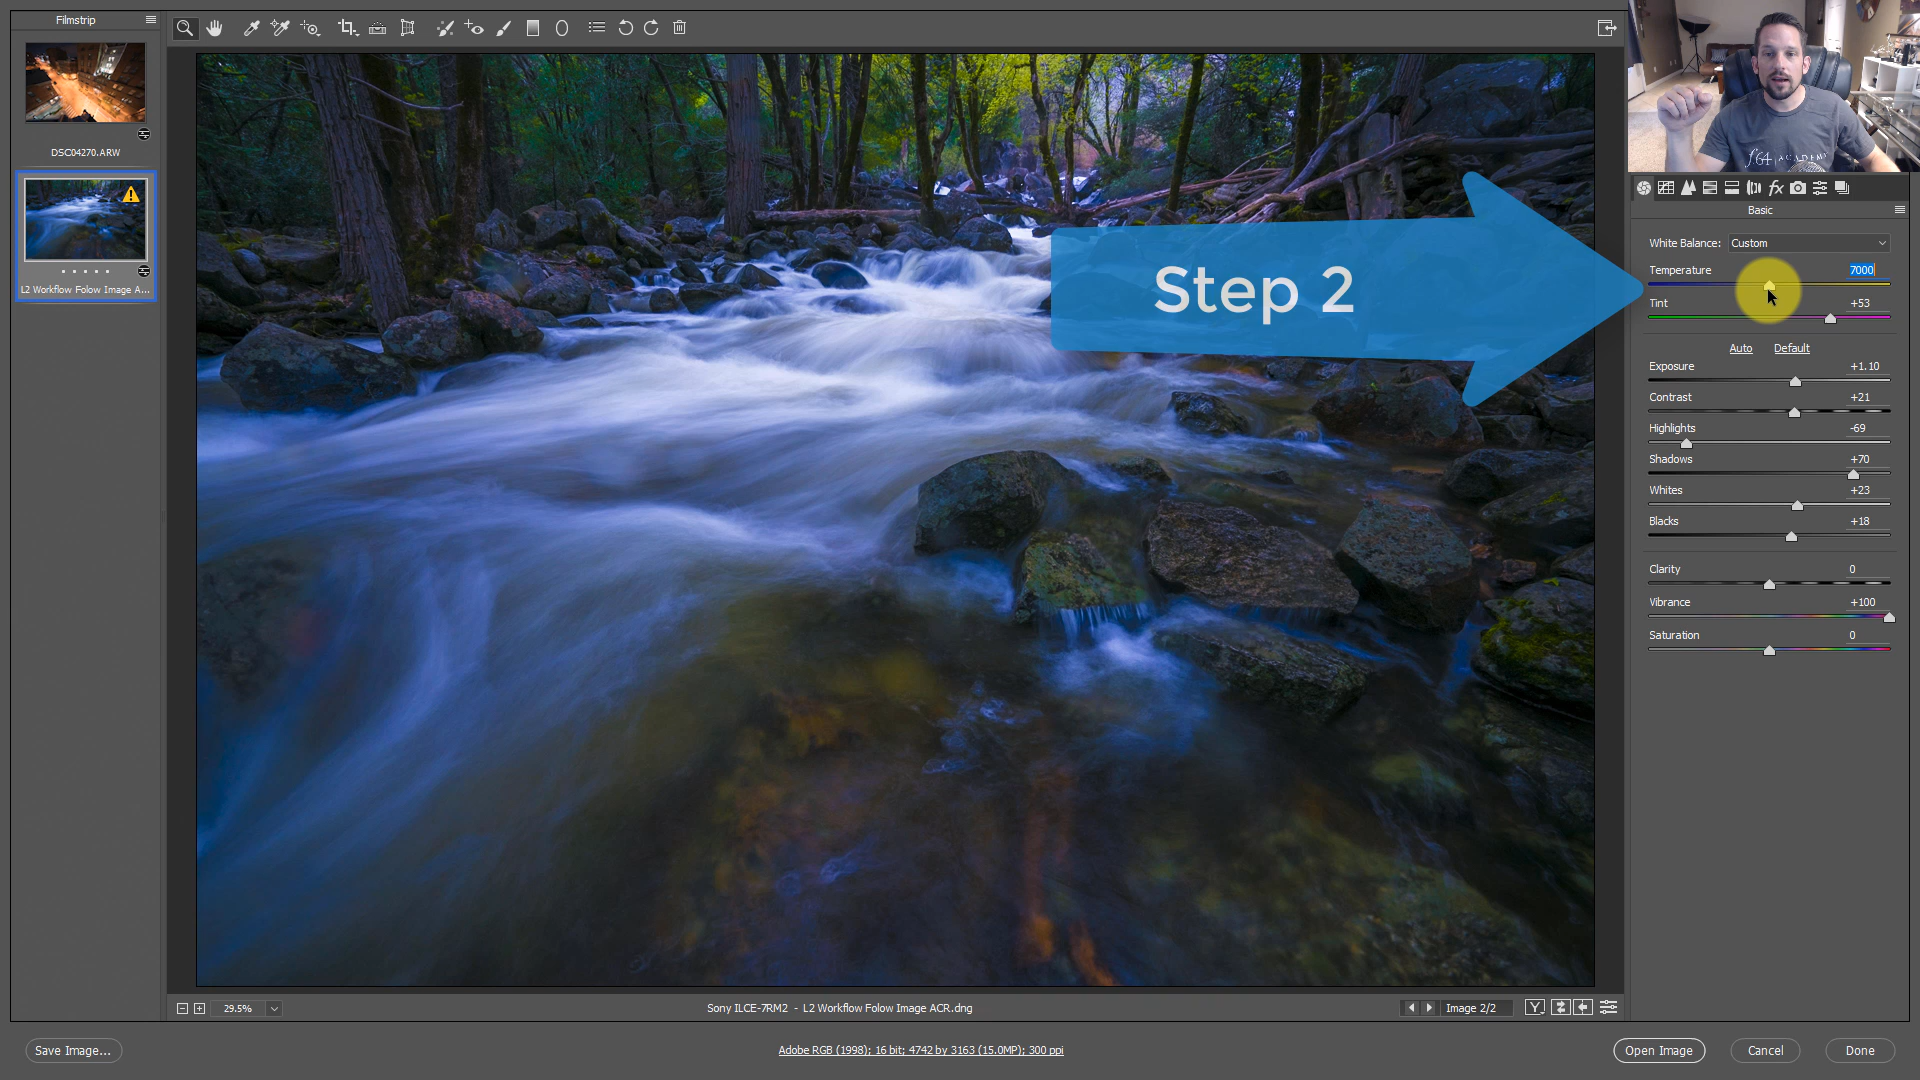 Filmstrip
DSC04270.ARW
L2 Workflow Folow Image A...
Step 2
f.64 ACADEMY
Basic
White Balance: Custom
Temperature 7000
Tint +53
Auto Default
Exposure +1.10
Contrast +21
Highlights -69
Shadows +70
Whites +23
Blacks +18
Clarity 0
Vibrance +100
Saturation 0
29.5%
Sony ILCE-7RM2 - L2 Workflow Folow Image ACR.dng
Image 2/2
Save Image...
Adobe RGB (1998); 16 bit; 4742 by 3163 (15.0MP); 300 ppi
Open Image
Cancel
Done